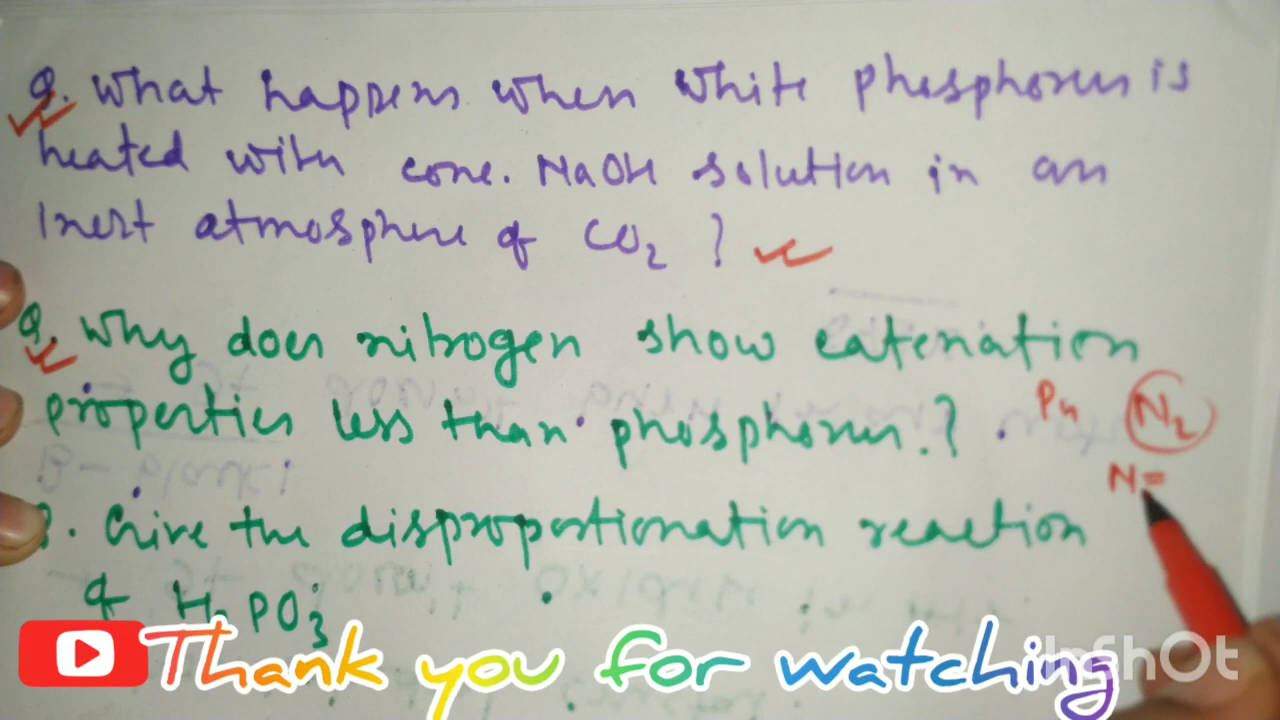 Q. What happens when white phosphorus is
heated with conc. NaOH solution in an
inert atmosphere of CO2 ?
Q. Why does nitrogen show catenation
properties less than phosphorus.?
P4 N2
N=
Q. Give the disproportionation reaction
of H3PO3
Thank you for watching
InShOt